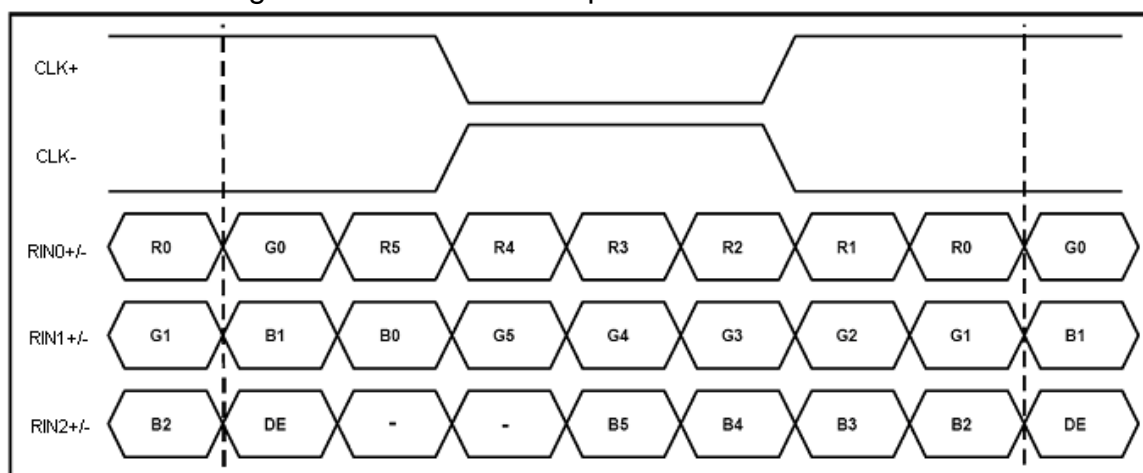 CLK+
CLK-
RIN0+/- R0 G0 R5 R4 R3 R2 R1 R0 G0
RIN1+/- G1 B1 B0 G5 G4 G3 G2 G1 B1
RIN2+/- B2 DE - - B5 B4 B3 B2 DE